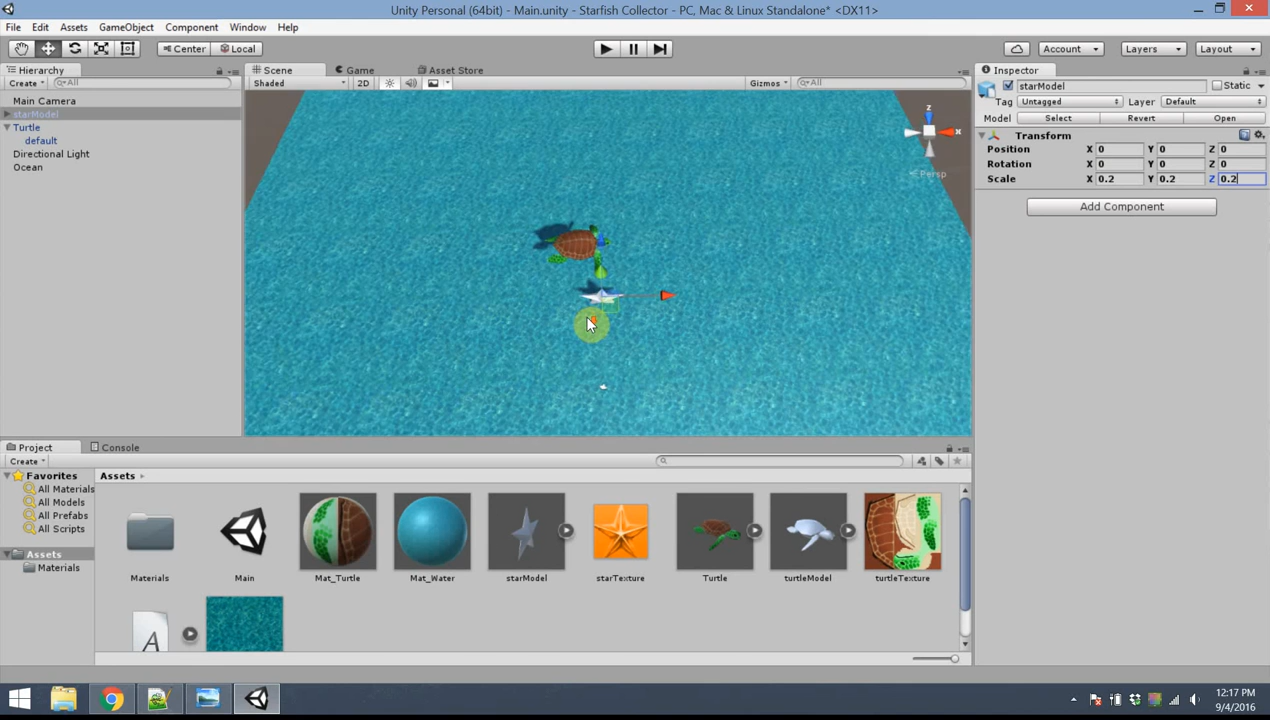 Unity Personal (64bit) - Main.unity - Starfish Collector - PC, Mac & Linux Standalone* <DX11>
File Edit Assets GameObject Component Window Help
Center Local Account Layers Layout
Hierarchy
Create All
Main Camera
starModel
Turtle
default
Directional Light
Ocean
Scene Game Asset Store
Shaded 2D Gizmos All
z
x
Persp
Inspector
starModel Static
Tag Untagged Layer Default
Model Select Revert Open
Transform
Position X 0 Y 0 Z 0
Rotation X 0 Y 0 Z 0
Scale X 0.2 Y 0.2 Z 0.2
Add Component
Project Console
Create
Favorites
All Materials
All Models
All Prefabs
All Scripts
Assets
Materials
Assets
Materials Main Mat_Turtle Mat_Water starModel starTexture Turtle turtleModel turtleTexture
A
12:17 PM
9/4/2016